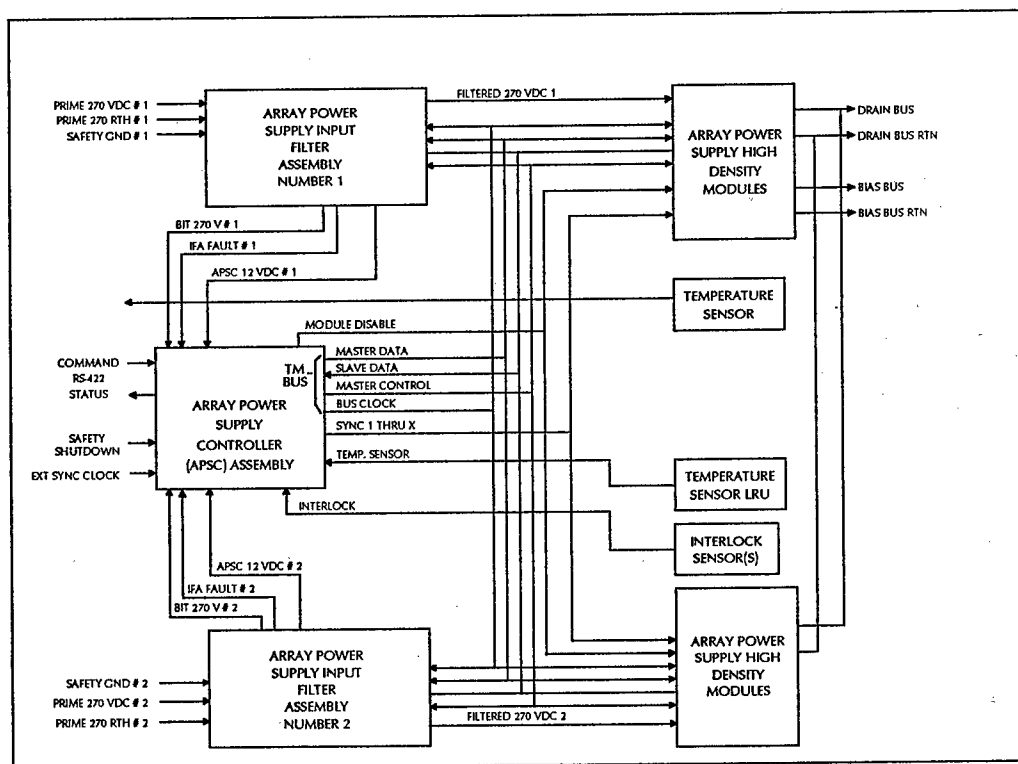 PRIME 270 VDC # 1
PRIME 270 RTH # 1
SAFETY GND # 1
ARRAY POWER
SUPPLY INPUT
FILTER
ASSEMBLY
NUMBER 1
FILTERED 270 VDC 1
ARRAY POWER
SUPPLY HIGH
DENSITY
MODULES
DRAIN BUS
DRAIN BUS RTN
BIAS BUS
BIAS BUS RTN
BIT 270 V # 1
IFA FAULT # 1
APSC 12 VDC # 1
TEMPERATURE
SENSOR
MODULE DISABLE
COMMAND
RS-422
STATUS
SAFETY
SHUTDOWN
EXT SYNC CLOCK
ARRAY POWER
SUPPLY
CONTROLLER
(APSC) ASSEMBLY
TM
BUS
MASTER DATA
SLAVE DATA
MASTER CONTROL
BUS CLOCK
SYNC 1 THRU X
TEMP. SENSOR
INTERLOCK
TEMPERATURE
SENSOR LRU
INTERLOCK
SENSOR(S)
APSC 12 VDC # 2
IFA FAULT # 2
BIT 270 V # 2
SAFETY GND # 2
PRIME 270 VDC # 2
PRIME 270 RTH # 2
ARRAY POWER
SUPPLY INPUT
FILTER
ASSEMBLY
NUMBER 2
FILTERED 270 VDC 2
ARRAY POWER
SUPPLY HIGH
DENSITY
MODULES